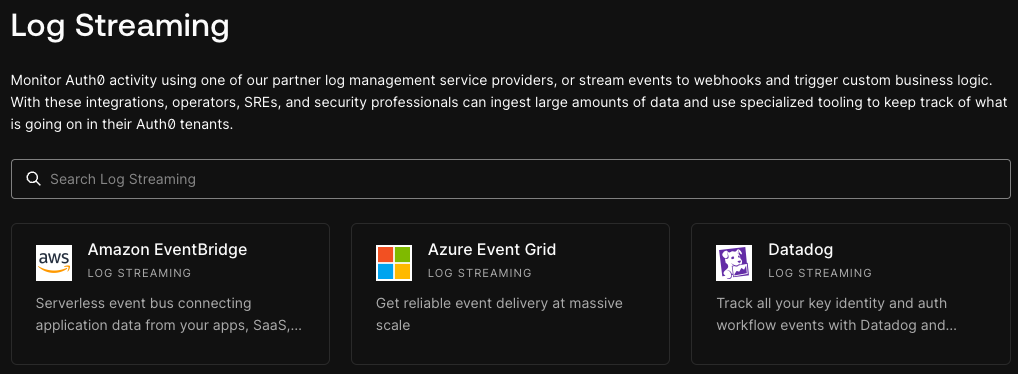 Log Streaming
Monitor Auth0 activity using one of our partner log management service providers, or stream events to webhooks and trigger custom business logic.
With these integrations, operators, SREs, and security professionals can ingest large amounts of data and use specialized tooling to keep track of what
is going on in their Auth0 tenants.
Search Log Streaming
aws
Amazon EventBridge
LOG STREAMING
Serverless event bus connecting
application data from your apps, SaaS,...
Azure Event Grid
LOG STREAMING
Get reliable event delivery at massive
scale
Datadog
LOG STREAMING
Track all your key identity and auth
workflow events with Datadog and...